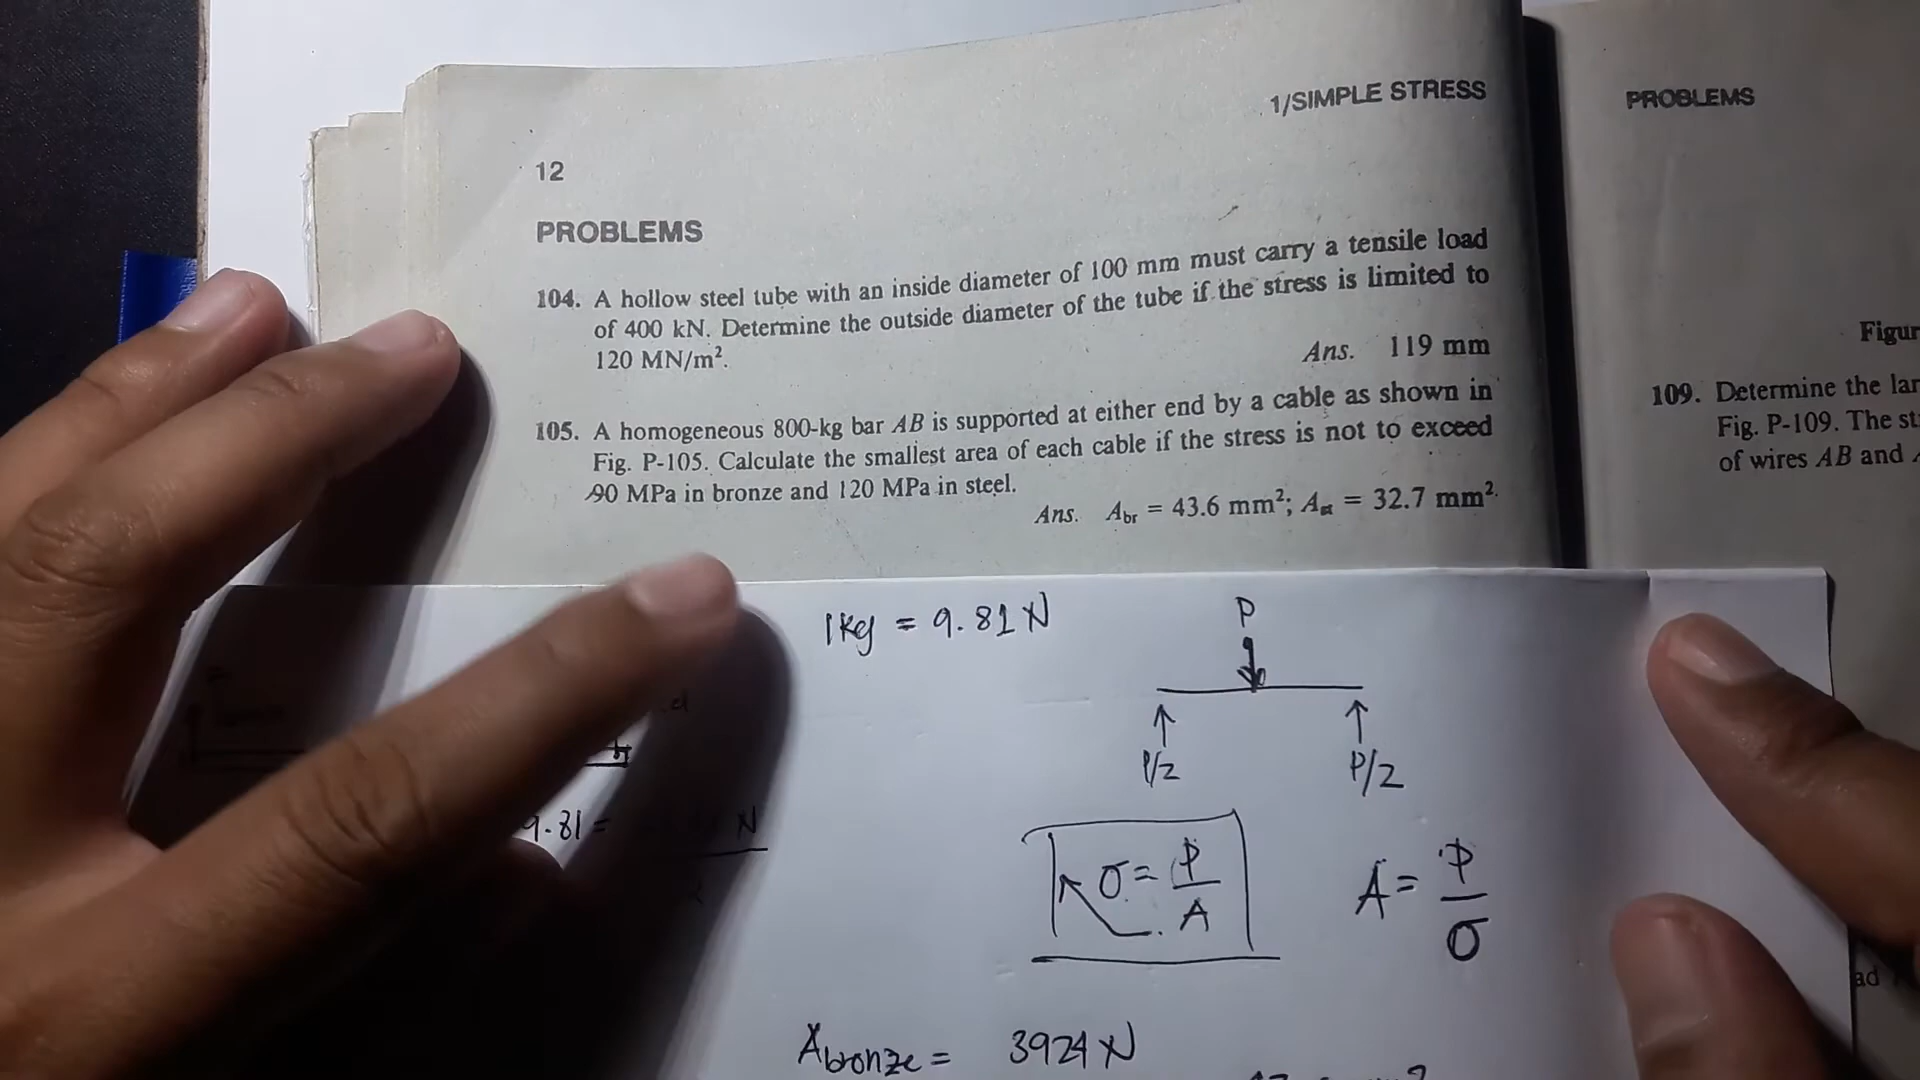 1/SIMPLE STRESS
12
PROBLEMS
104. A hollow steel tube with an inside diameter of 100 mm must carry a tensile load
of 400 kN. Determine the outside diameter of the tube if the stress is limited to
120 MN/m².
Ans. 119 mm
105. A homogeneous 800-kg bar AB is supported at either end by a cable as shown in
Fig. P-105. Calculate the smallest area of each cable if the stress is not to exceed
90 MPa in bronze and 120 MPa in steel.
Ans. Abr = 43.6 mm²; Ast = 32.7 mm².
PROBLEMS
Figur
109. Determine the lar
Fig. P-109. The st
of wires AB and
1kg = 9.81 N
P
P/2 P/2
9.81 = N
σ = P/A
A = P/σ
Abronze = 3924 N
ad